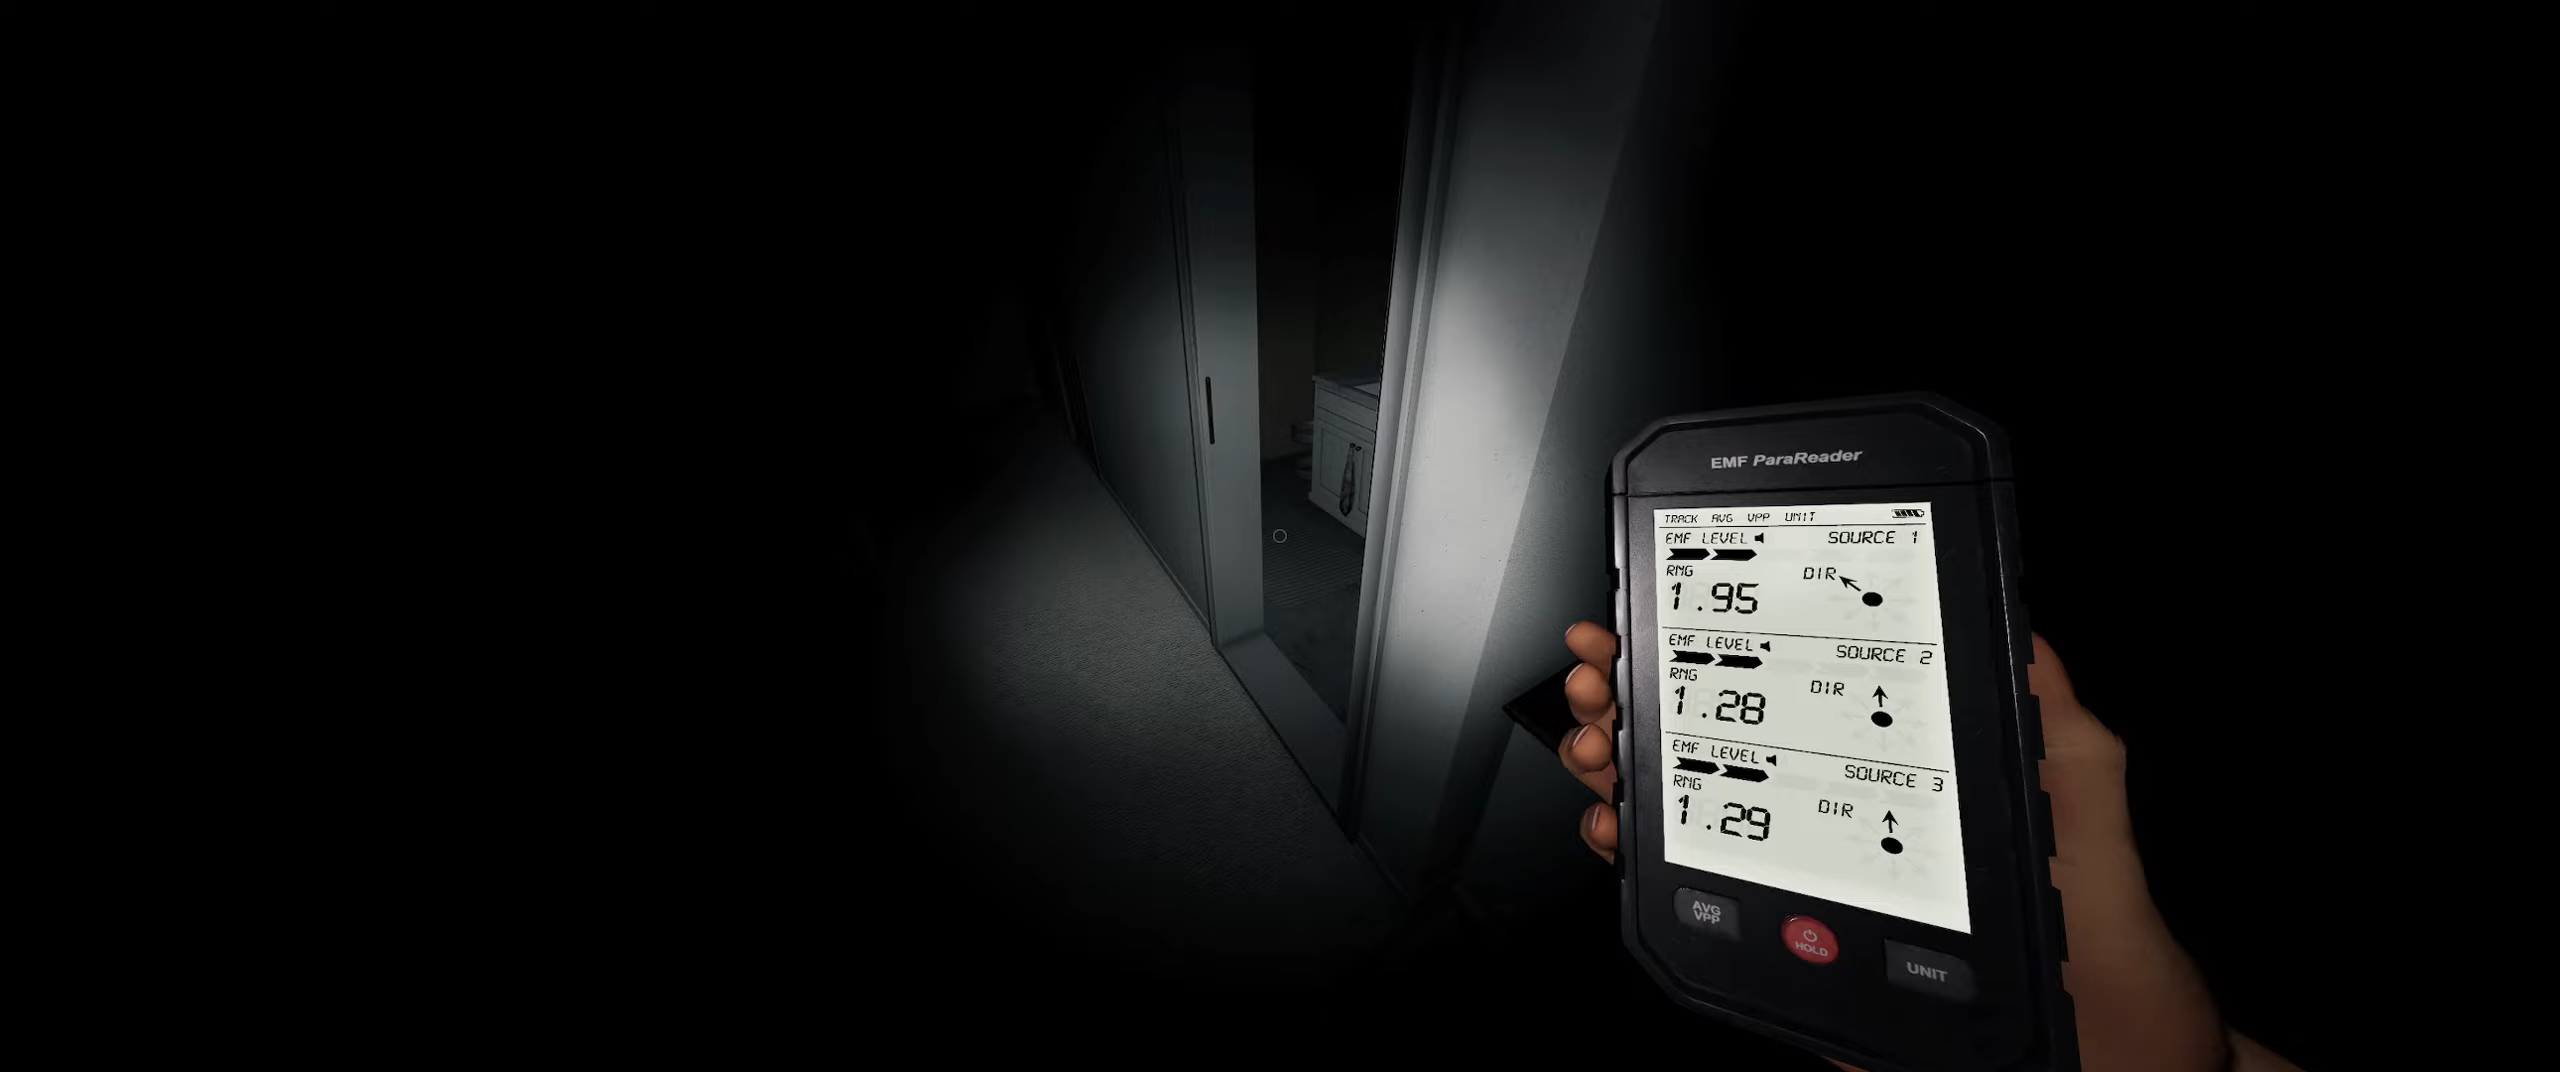 EMF ParaReader
TRACK AVG VPP UNIT
EMF LEVEL SOURCE 1
RNG DIR
1.95
EMF LEVEL SOURCE 2
RNG DIR
1.28
EMF LEVEL SOURCE 3
RNG DIR
1.29
AVG
VPP
HOLD
UNIT